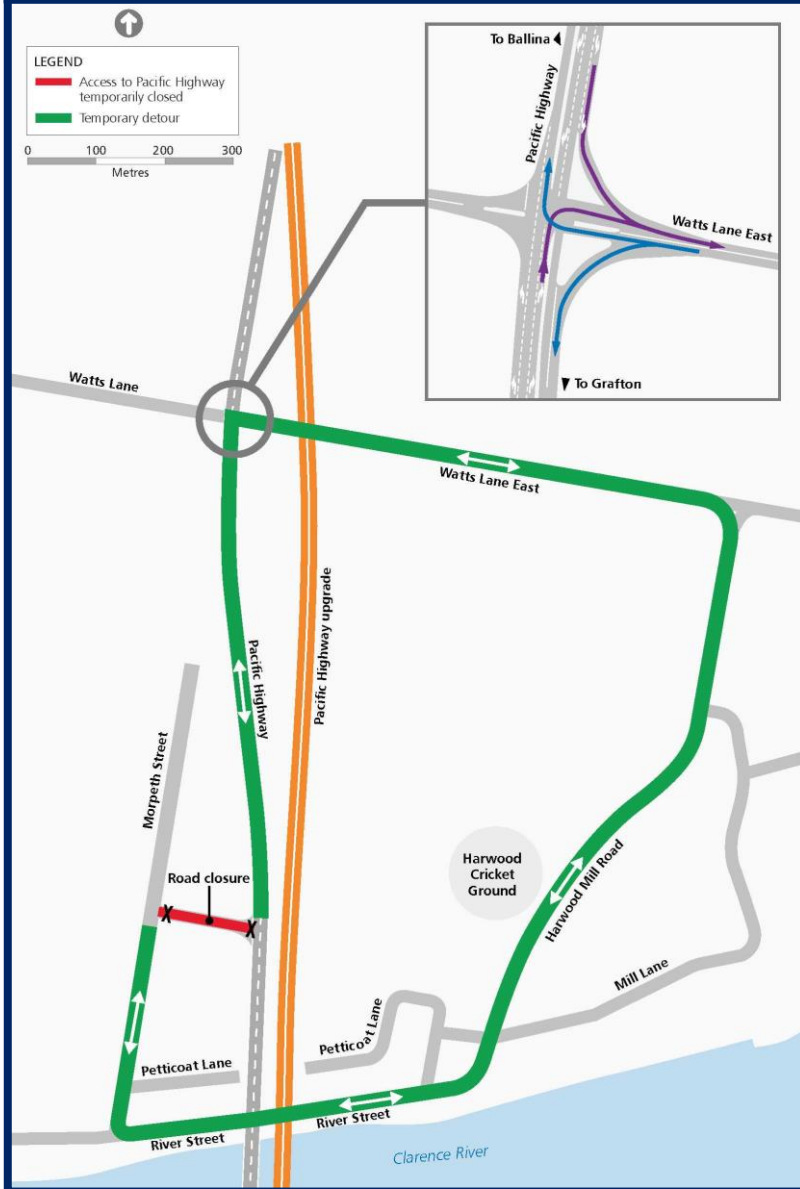 LEGEND
Access to Pacific Highway
temporarily closed
Temporary detour
0 100 200 300
Metres
To Ballina
Pacific Highway
Watts Lane East
To Grafton
Watts Lane
Watts Lane East
Pacific Highway upgrade
Pacific Highway
Morpeth Street
Road closure
X X
Harwood
Cricket
Ground
Harwood Mill Road
Mill Lane
Petticoat Lane
Petticoat Lane
River Street
River Street
Clarence River